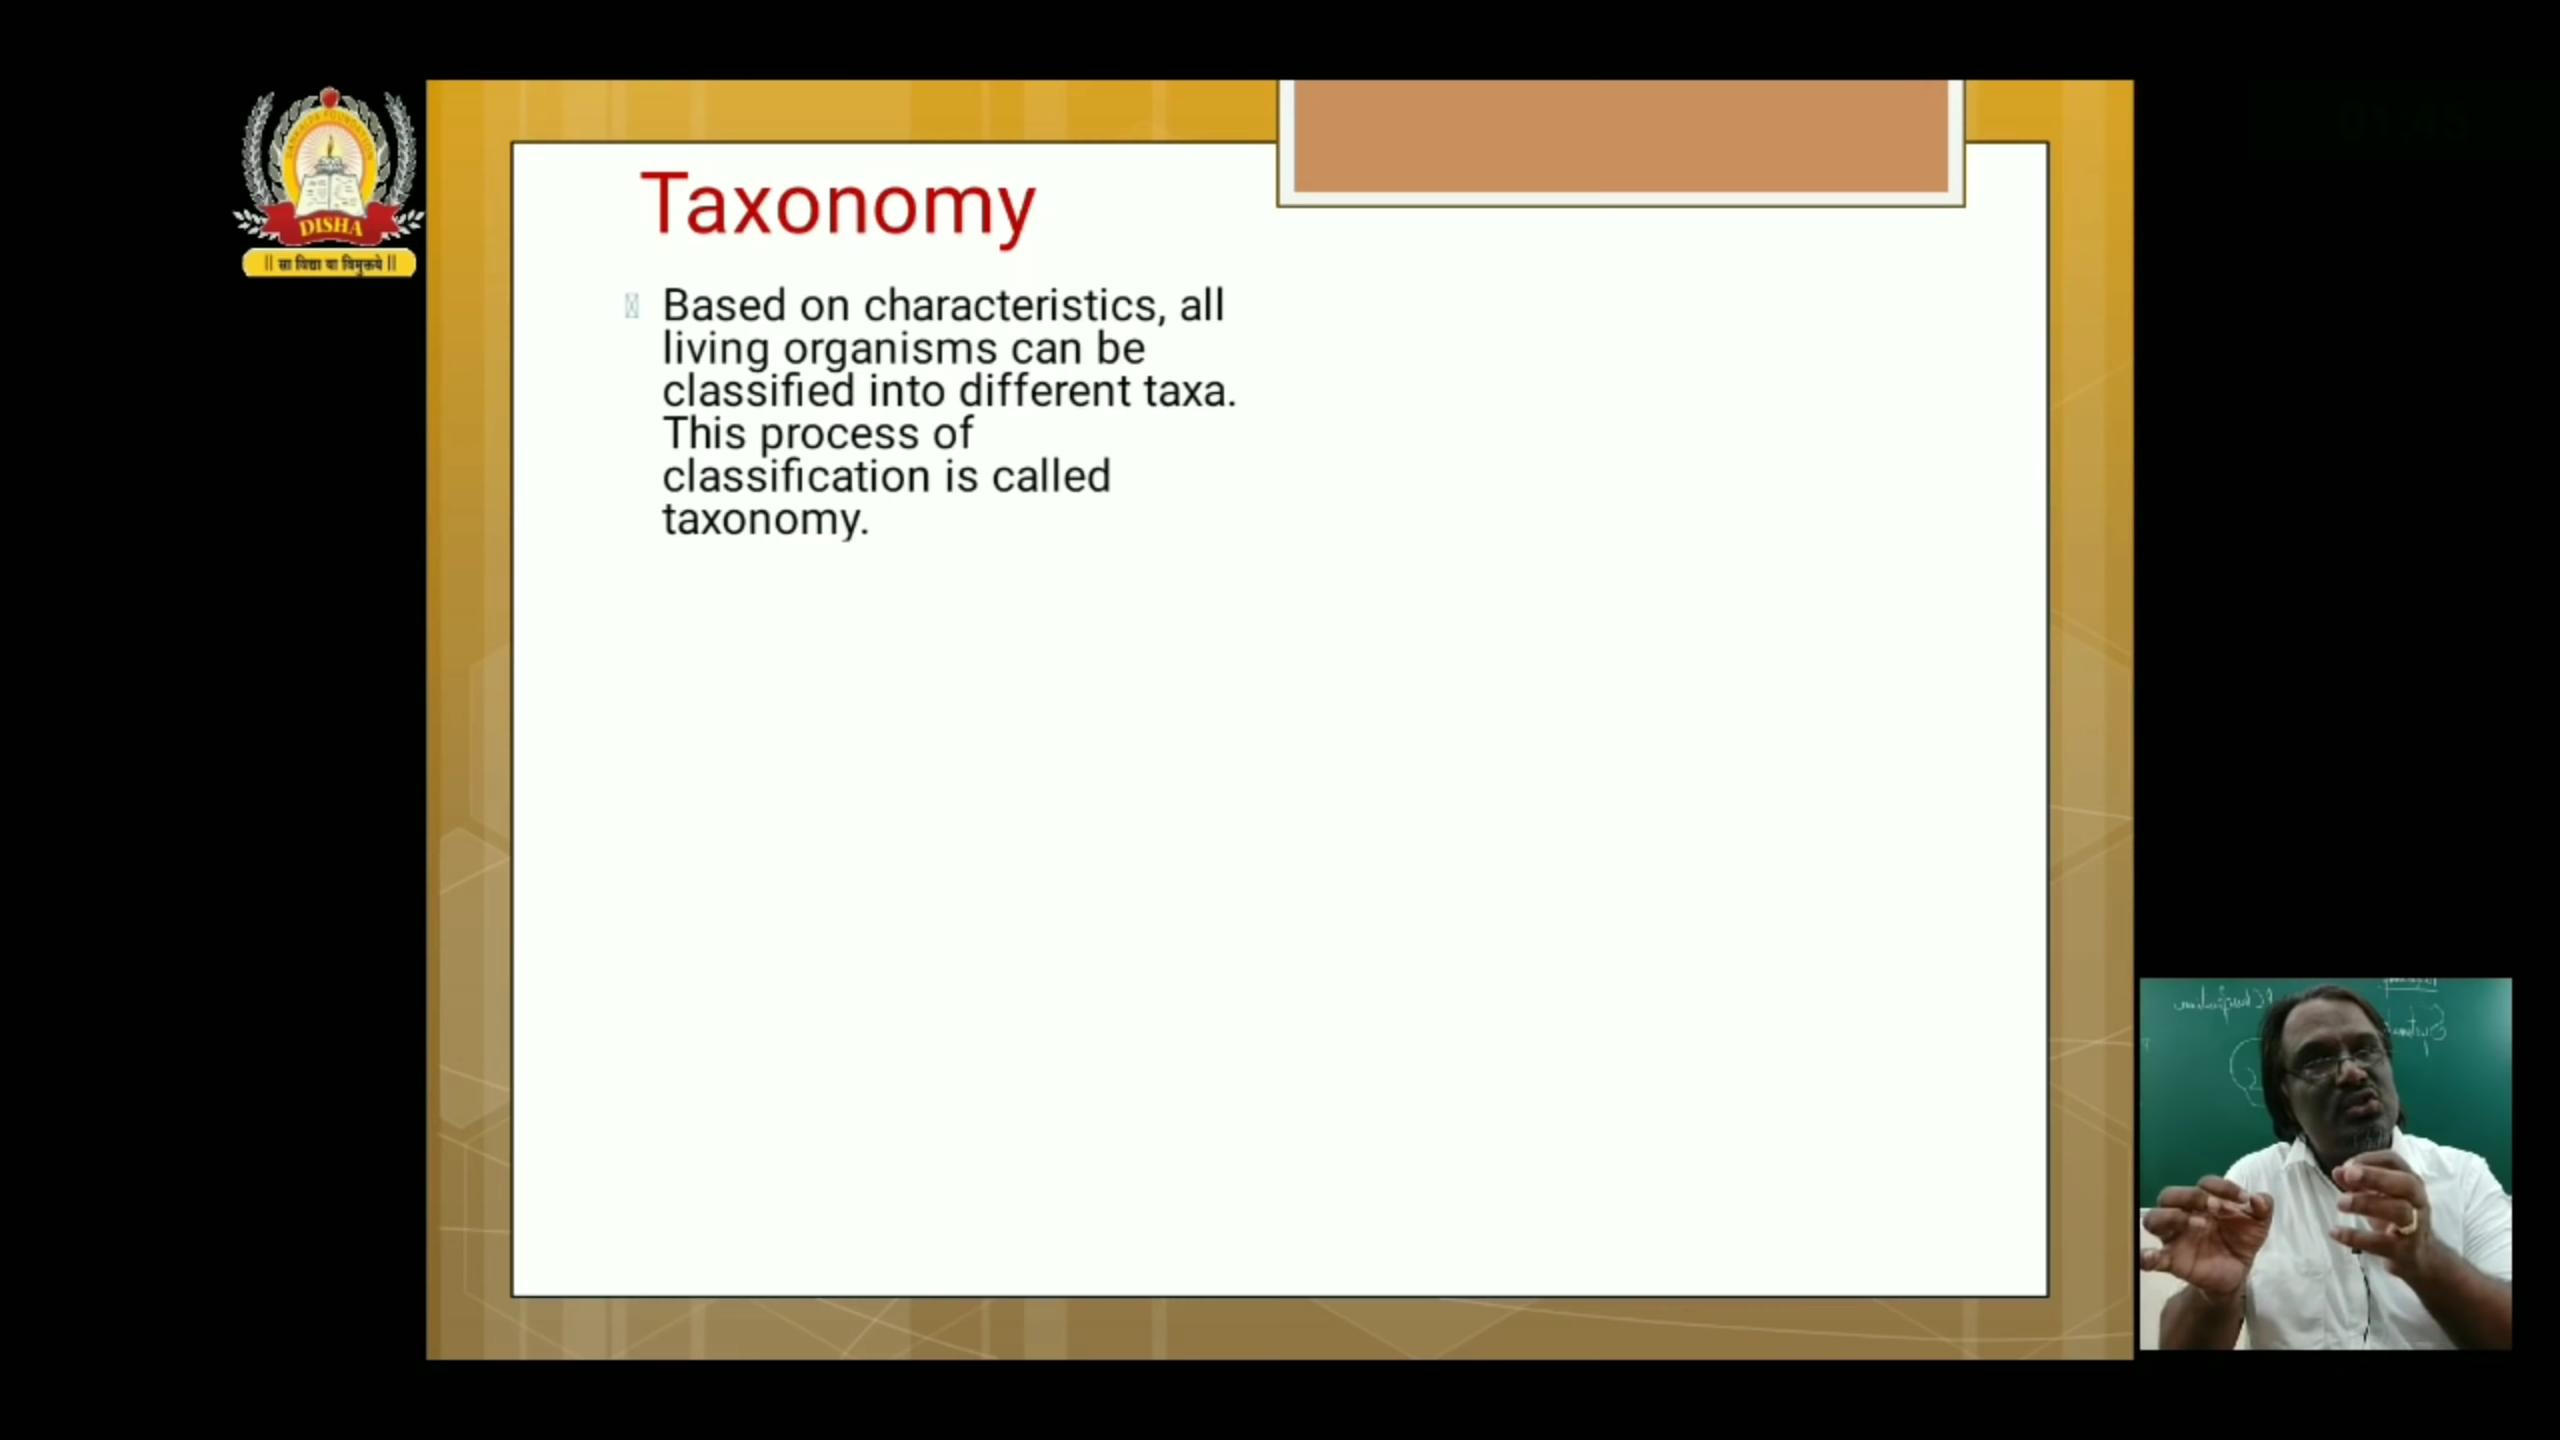 DISHA
|| सा विद्या या विमुक्तये ||
Taxonomy
Based on characteristics, all
living organisms can be
classified into different taxa.
This process of
classification is called
taxonomy.